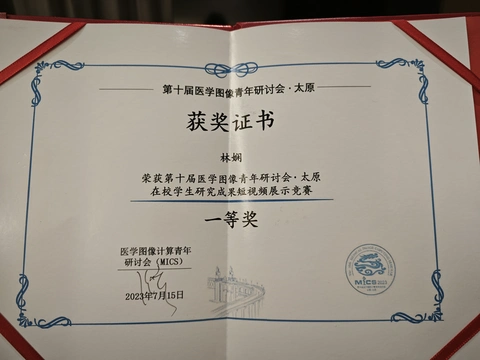 第十届医学图像青年研讨会·太原
获奖证书
林娴
荣获第十届医学图像青年研讨会·太原
在校学生研究成果短视频展示竞赛
一等奖
医学图像计算青年
研讨会（MICS）
2023年7月15日
MICS